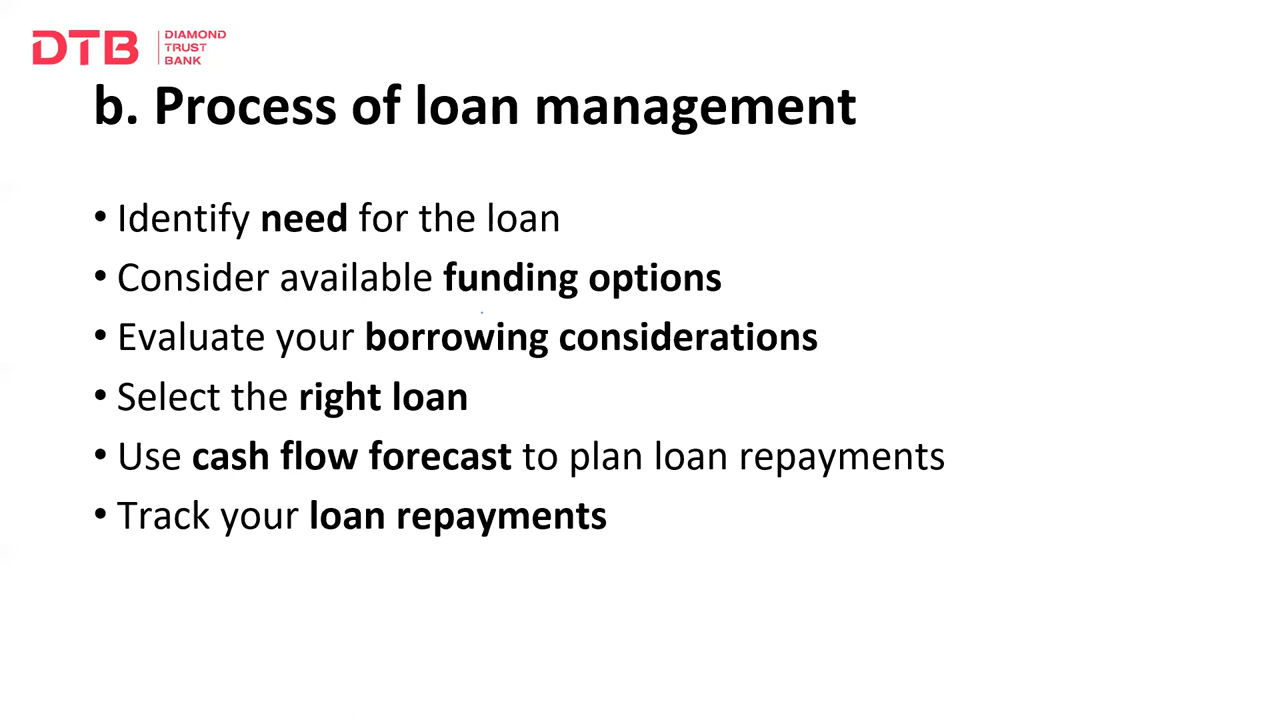 DTB
DIAMOND
TRUST
BANK
b. Process of loan management
• Identify need for the loan
• Consider available funding options
• Evaluate your borrowing considerations
• Select the right loan
• Use cash flow forecast to plan loan repayments
• Track your loan repayments